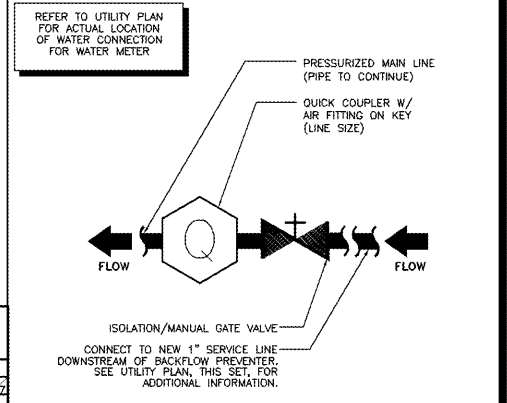 REFER TO UTILITY PLAN
FOR ACTUAL LOCATION
OF WATER CONNECTION
FOR WATER METER
PRESSURIZED MAIN LINE
(PIPE TO CONTINUE)
QUICK COUPLER W/
AIR FITTING ON KEY
(LINE SIZE)
Q
FLOW
FLOW
ISOLATION/MANUAL GATE VALVE
CONNECT TO NEW 1" SERVICE LINE
DOWNSTREAM OF BACKFLOW PREVENTER.
SEE UTILITY PLAN, THIS SET, FOR
ADDITIONAL INFORMATION.